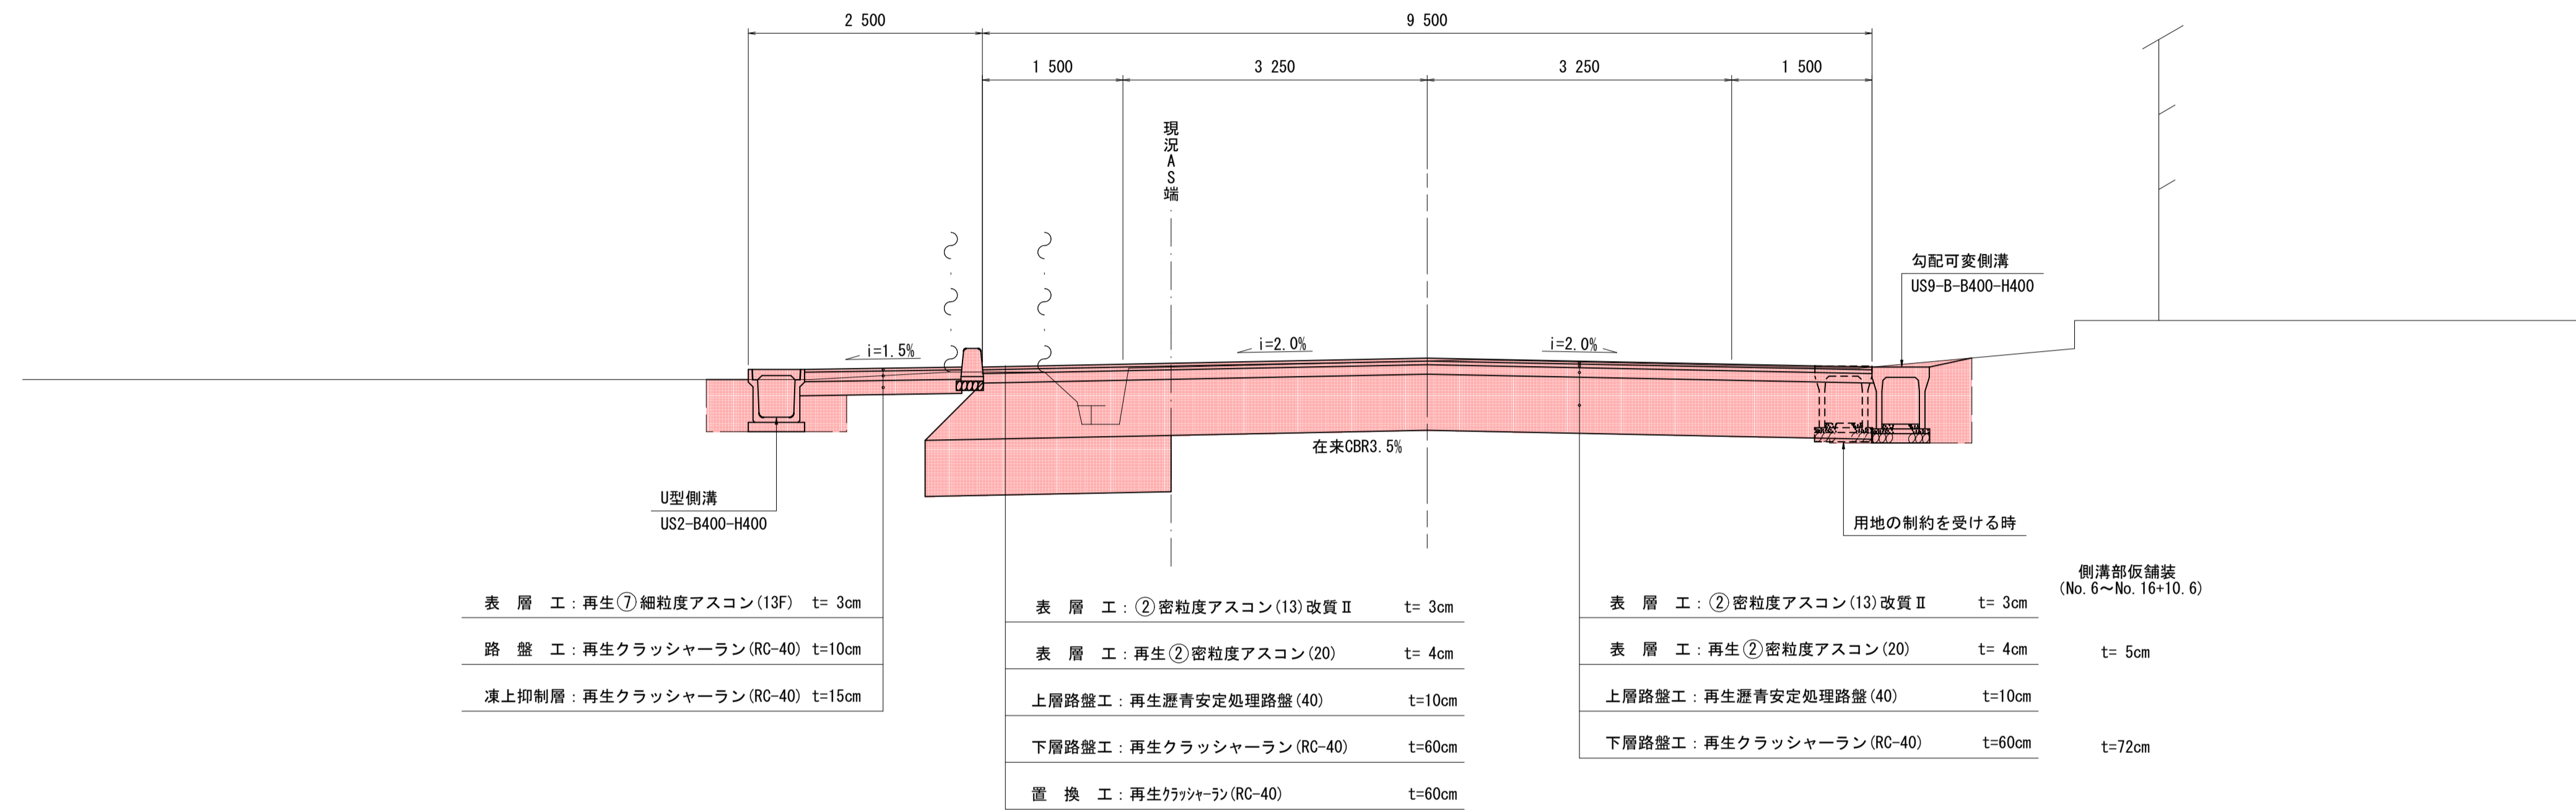 2 500
9 500
1 500
3 250
3 250
1 500
現況AS端
勾配可変側溝
US9-B-B400-H400
i=1.5%
i=2.0%
i=2.0%
在来CBR3.5%
U型側溝
US2-B400-H400
用地の制約を受ける時
側溝部仮舗装
(No.6～No.16+10.6)
表 層 工：再生⑦細粒度アスコン(13F) t= 3cm
路 盤 工：再生クラッシャーラン(RC-40) t=10cm
凍上抑制層：再生クラッシャーラン(RC-40) t=15cm
表 層 工：②密粒度アスコン(13)改質Ⅱ t= 3cm
表 層 工：再生②密粒度アスコン(20) t= 4cm
上層路盤工：再生瀝青安定処理路盤(40) t=10cm
下層路盤工：再生クラッシャーラン(RC-40) t=60cm
置 換 工：再生ｸﾗｯｼｬｰﾗﾝ(RC-40) t=60cm
表 層 工：②密粒度アスコン(13)改質Ⅱ t= 3cm
表 層 工：再生②密粒度アスコン(20) t= 4cm t= 5cm
上層路盤工：再生瀝青安定処理路盤(40) t=10cm
下層路盤工：再生クラッシャーラン(RC-40) t=60cm t=72cm